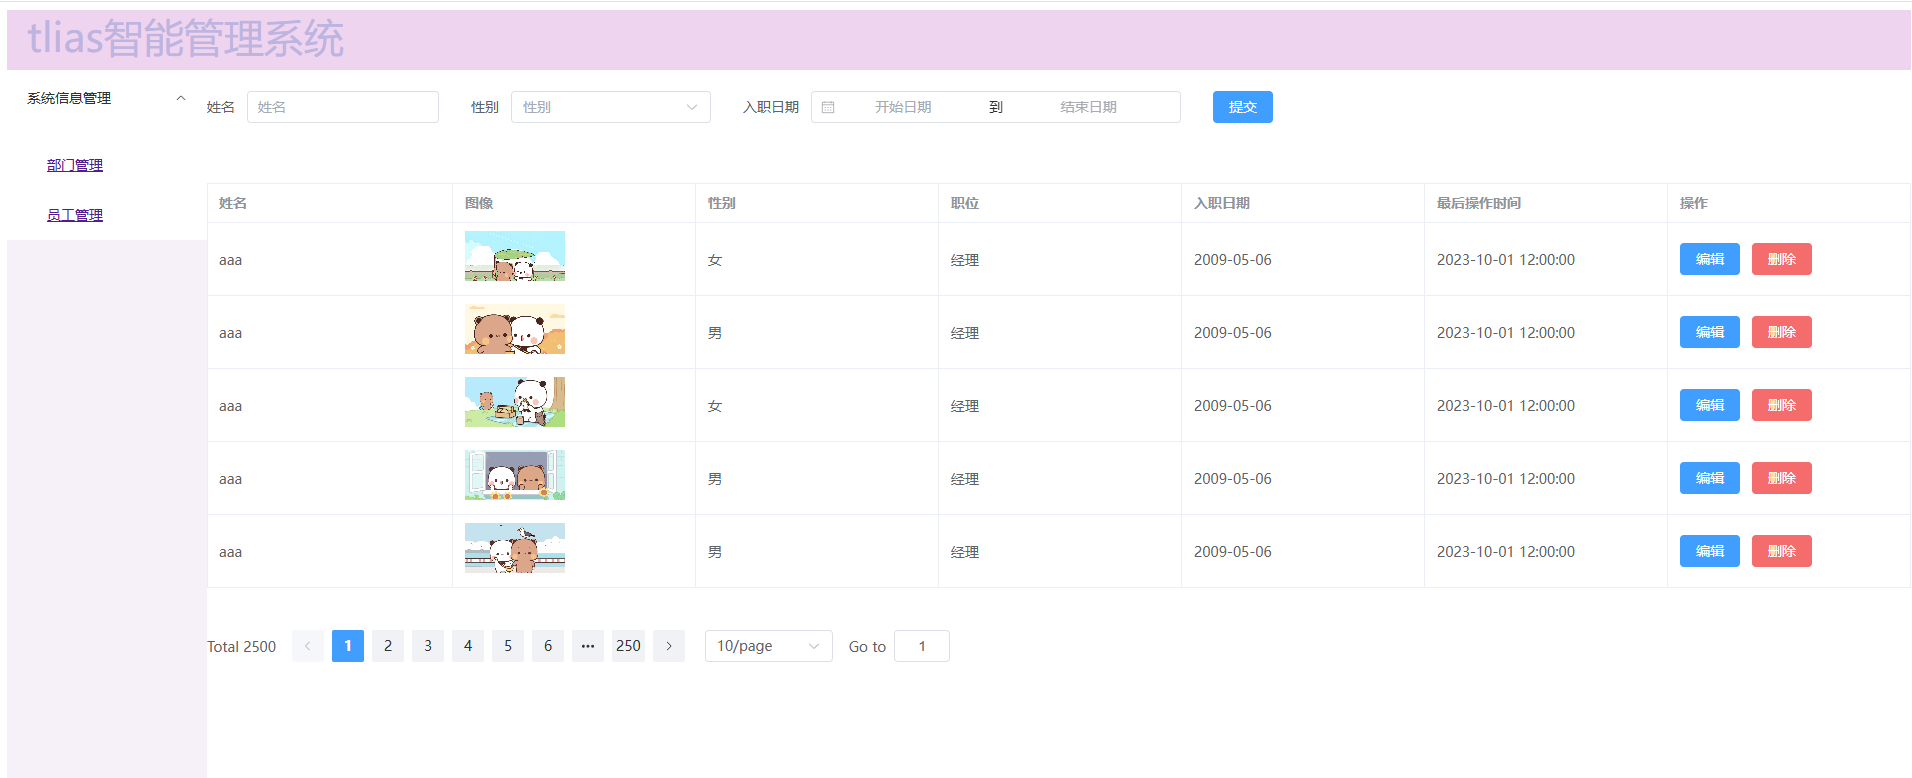 tlias智能管理系统
系统信息管理
姓名 姓名 性别 性别 入职日期 开始日期 到 结束日期 提交
部门管理
员工管理
姓名 图像 性别 职位 入职日期 最后操作时间 操作
aaa 女 经理 2009-05-06 2023-10-01 12:00:00 编辑 删除
aaa 男 经理 2009-05-06 2023-10-01 12:00:00 编辑 删除
aaa 女 经理 2009-05-06 2023-10-01 12:00:00 编辑 删除
aaa 男 经理 2009-05-06 2023-10-01 12:00:00 编辑 删除
aaa 男 经理 2009-05-06 2023-10-01 12:00:00 编辑 删除
Total 2500 1 2 3 4 5 6 ··· 250 10/page Go to 1